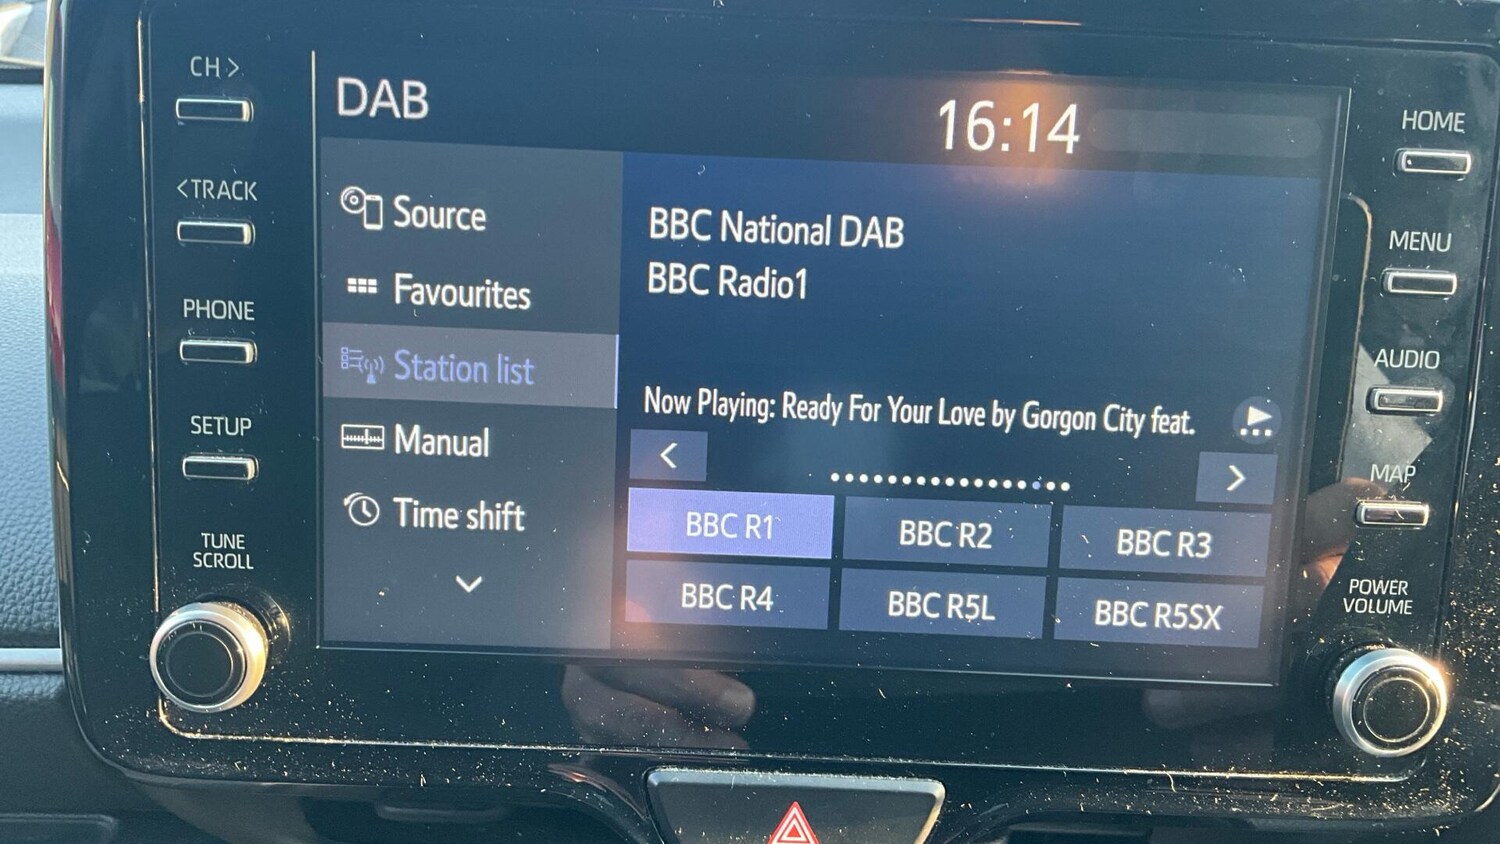 CH >
< TRACK
PHONE
SETUP
TUNE
SCROLL
DAB
16:14
Source
Favourites
Station list
Manual
Time shift
BBC National DAB
BBC Radio1
Now Playing: Ready For Your Love by Gorgon City feat.
BBC R1 BBC R2 BBC R3
BBC R4 BBC R5L BBC R5SX
HOME
MENU
AUDIO
MAP
POWER
VOLUME